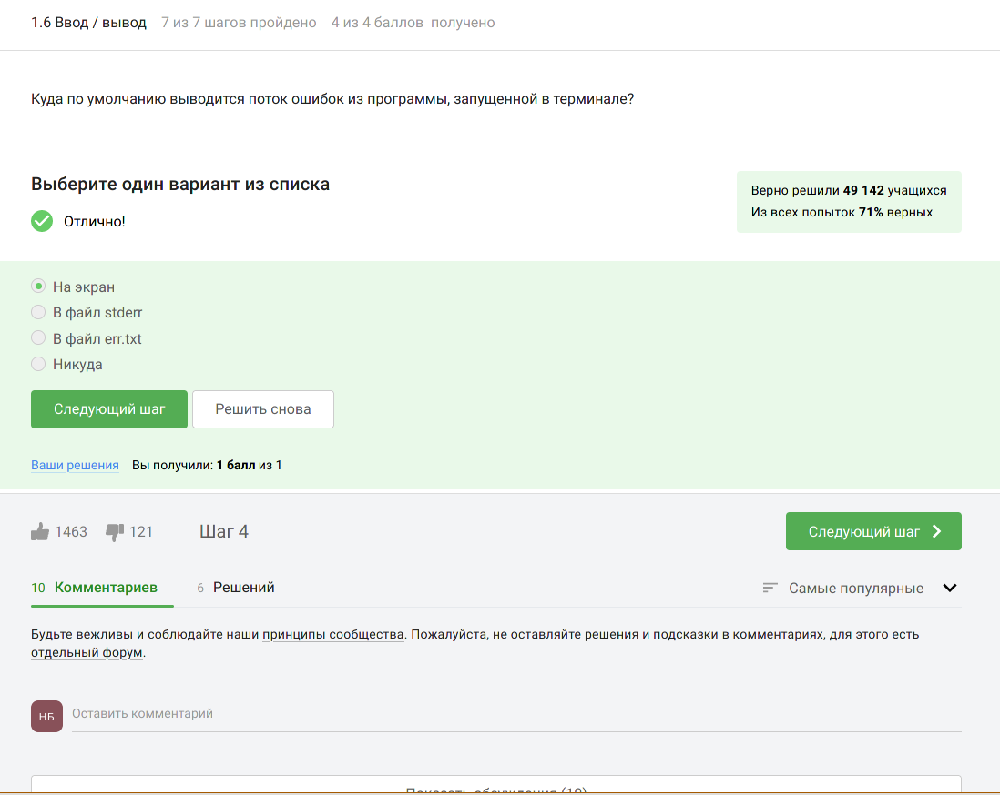 1.6 Ввод / вывод 7 из 7 шагов пройдено 4 из 4 баллов получено
Куда по умолчанию выводится поток ошибок из программы, запущенной в терминале?
Выберите один вариант из списка
Верно решили 49 142 учащихся
Из всех попыток 71% верных
Отлично!
На экран
В файл stderr
В файл err.txt
Никуда
Следующий шаг Решить снова
Ваши решения Вы получили: 1 балл из 1
1463 121 Шаг 4 Следующий шаг
10 Комментариев 6 Решений Самые популярные
Будьте вежливы и соблюдайте наши принципы сообщества. Пожалуйста, не оставляйте решения и подсказки в комментариях, для этого есть
отдельный форум.
НБ Оставить комментарий
Показать обсуждения (10)